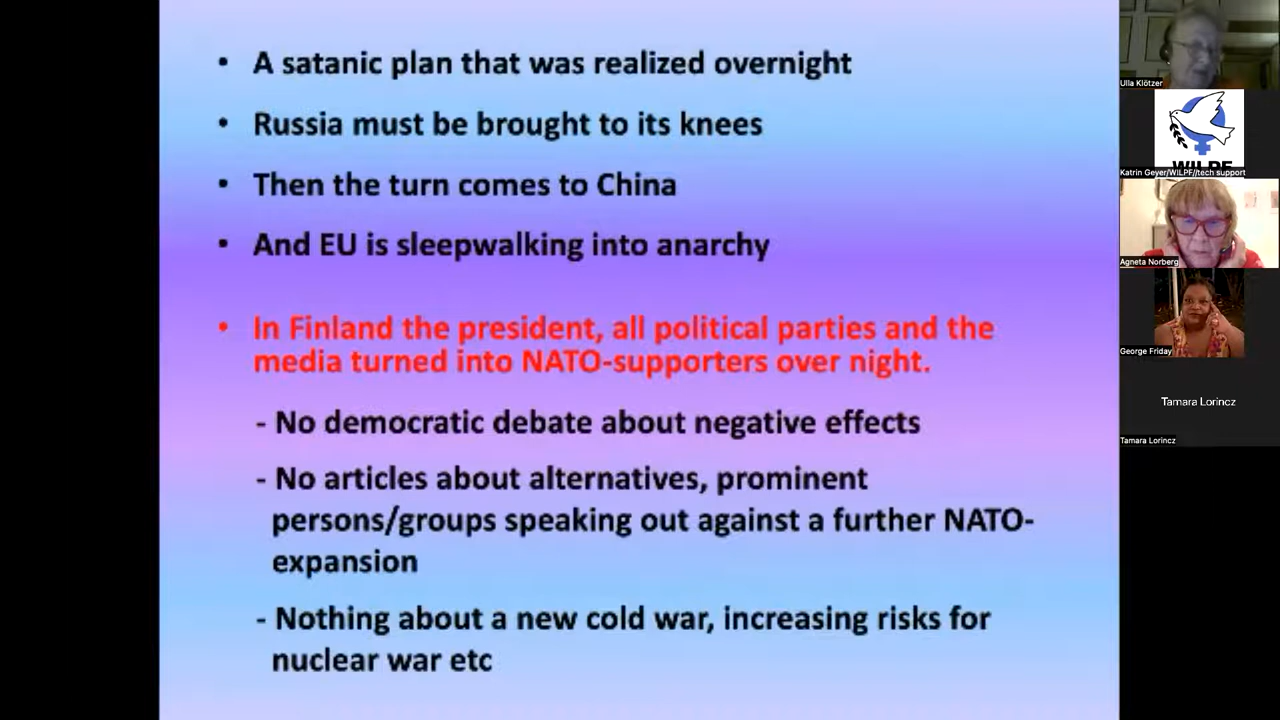 • A satanic plan that was realized overnight
• Russia must be brought to its knees
• Then the turn comes to China
• And EU is sleepwalking into anarchy
• In Finland the president, all political parties and the
media turned into NATO-supporters over night.
- No democratic debate about negative effects
- No articles about alternatives, prominent
persons/groups speaking out against a further NATO-
expansion
- Nothing about a new cold war, increasing risks for
nuclear war etc
Ulla Klötzer
WILPF
Katrin Geyer/WILPF//tech support
Agneta Norberg
George Friday
Tamara Lorincz
Tamara Lorincz